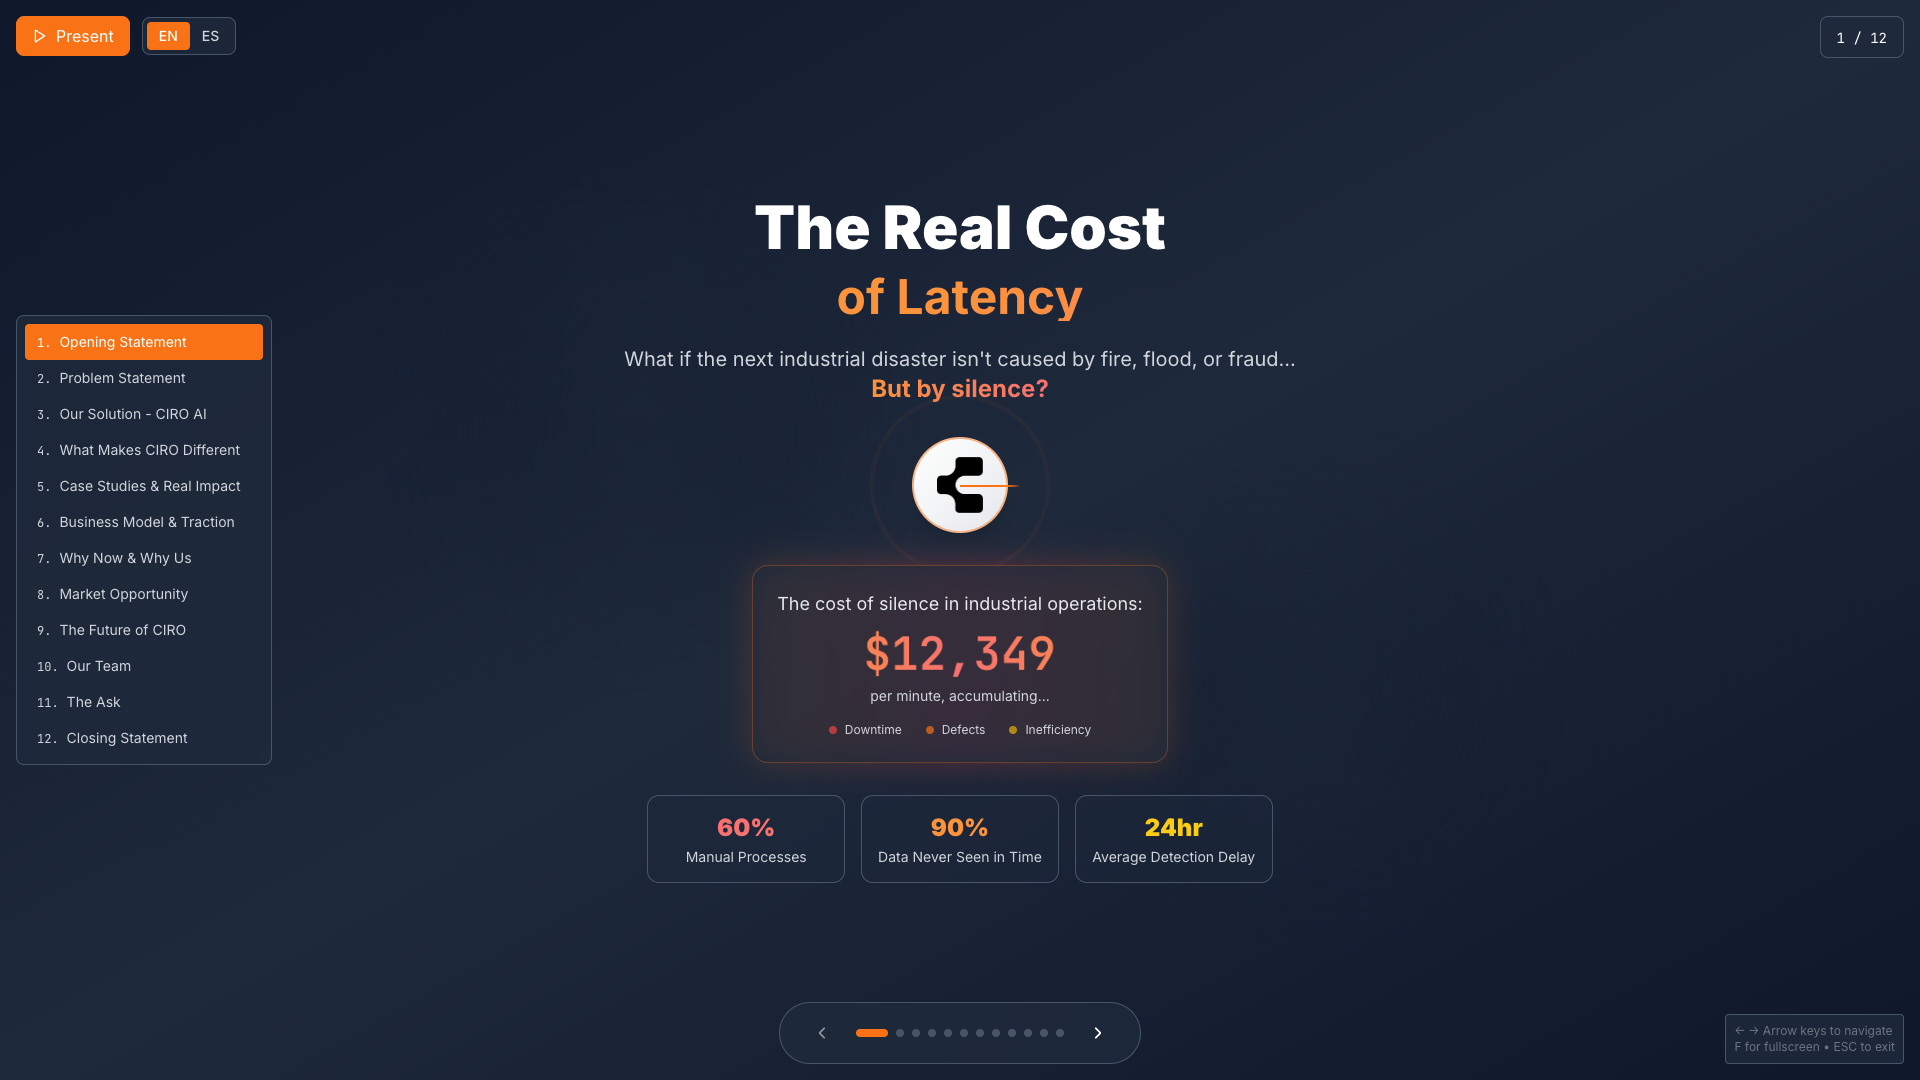 Present
EN
ES
1 / 12
The Real Cost
of Latency
What if the next industrial disaster isn't caused by fire, flood, or fraud...
But by silence?
1. Opening Statement
2. Problem Statement
3. Our Solution - CIRO AI
4. What Makes CIRO Different
5. Case Studies & Real Impact
6. Business Model & Traction
7. Why Now & Why Us
8. Market Opportunity
9. The Future of CIRO
10. Our Team
11. The Ask
12. Closing Statement
The cost of silence in industrial operations:
$12,349
per minute, accumulating...
Downtime
Defects
Inefficiency
60%
Manual Processes
90%
Data Never Seen in Time
24hr
Average Detection Delay
← → Arrow keys to navigate
F for fullscreen • ESC to exit